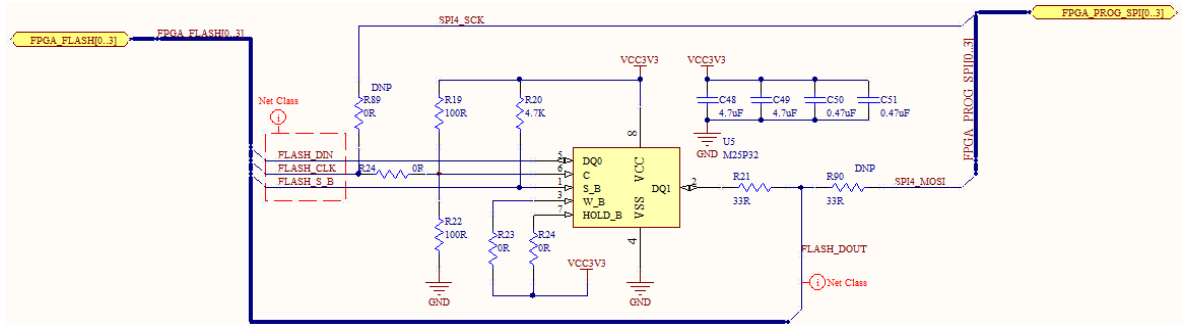 SPI4_SCK
FPGA_PROG_SPI[0..3]
FPGA_FLASH[0..3]
FPGA_FLASH[0..3]
FPGA_PROG_SPI[0..3]
VCC3V3
VCC3V3
DNP
R89
0R
R19
100R
R20
4.7K
C48
4.7uF
C49
4.7uF
C50
0.47uF
C51
0.47uF
Net Class
i
GND
8
U5
M25P32
FLASH_DIN
FLASH_CLK
FLASH_S_B
R24
0R
5
6
1
3
7
DQ0
C
S_B
W_B
HOLD_B
VCC
VSS
DQ1
2
4
R21
33R
DNP
R90
33R
SPI4_MOSI
R22
100R
R23
0R
R24
0R
VCC3V3
FLASH_DOUT
i
Net Class
GND
GND